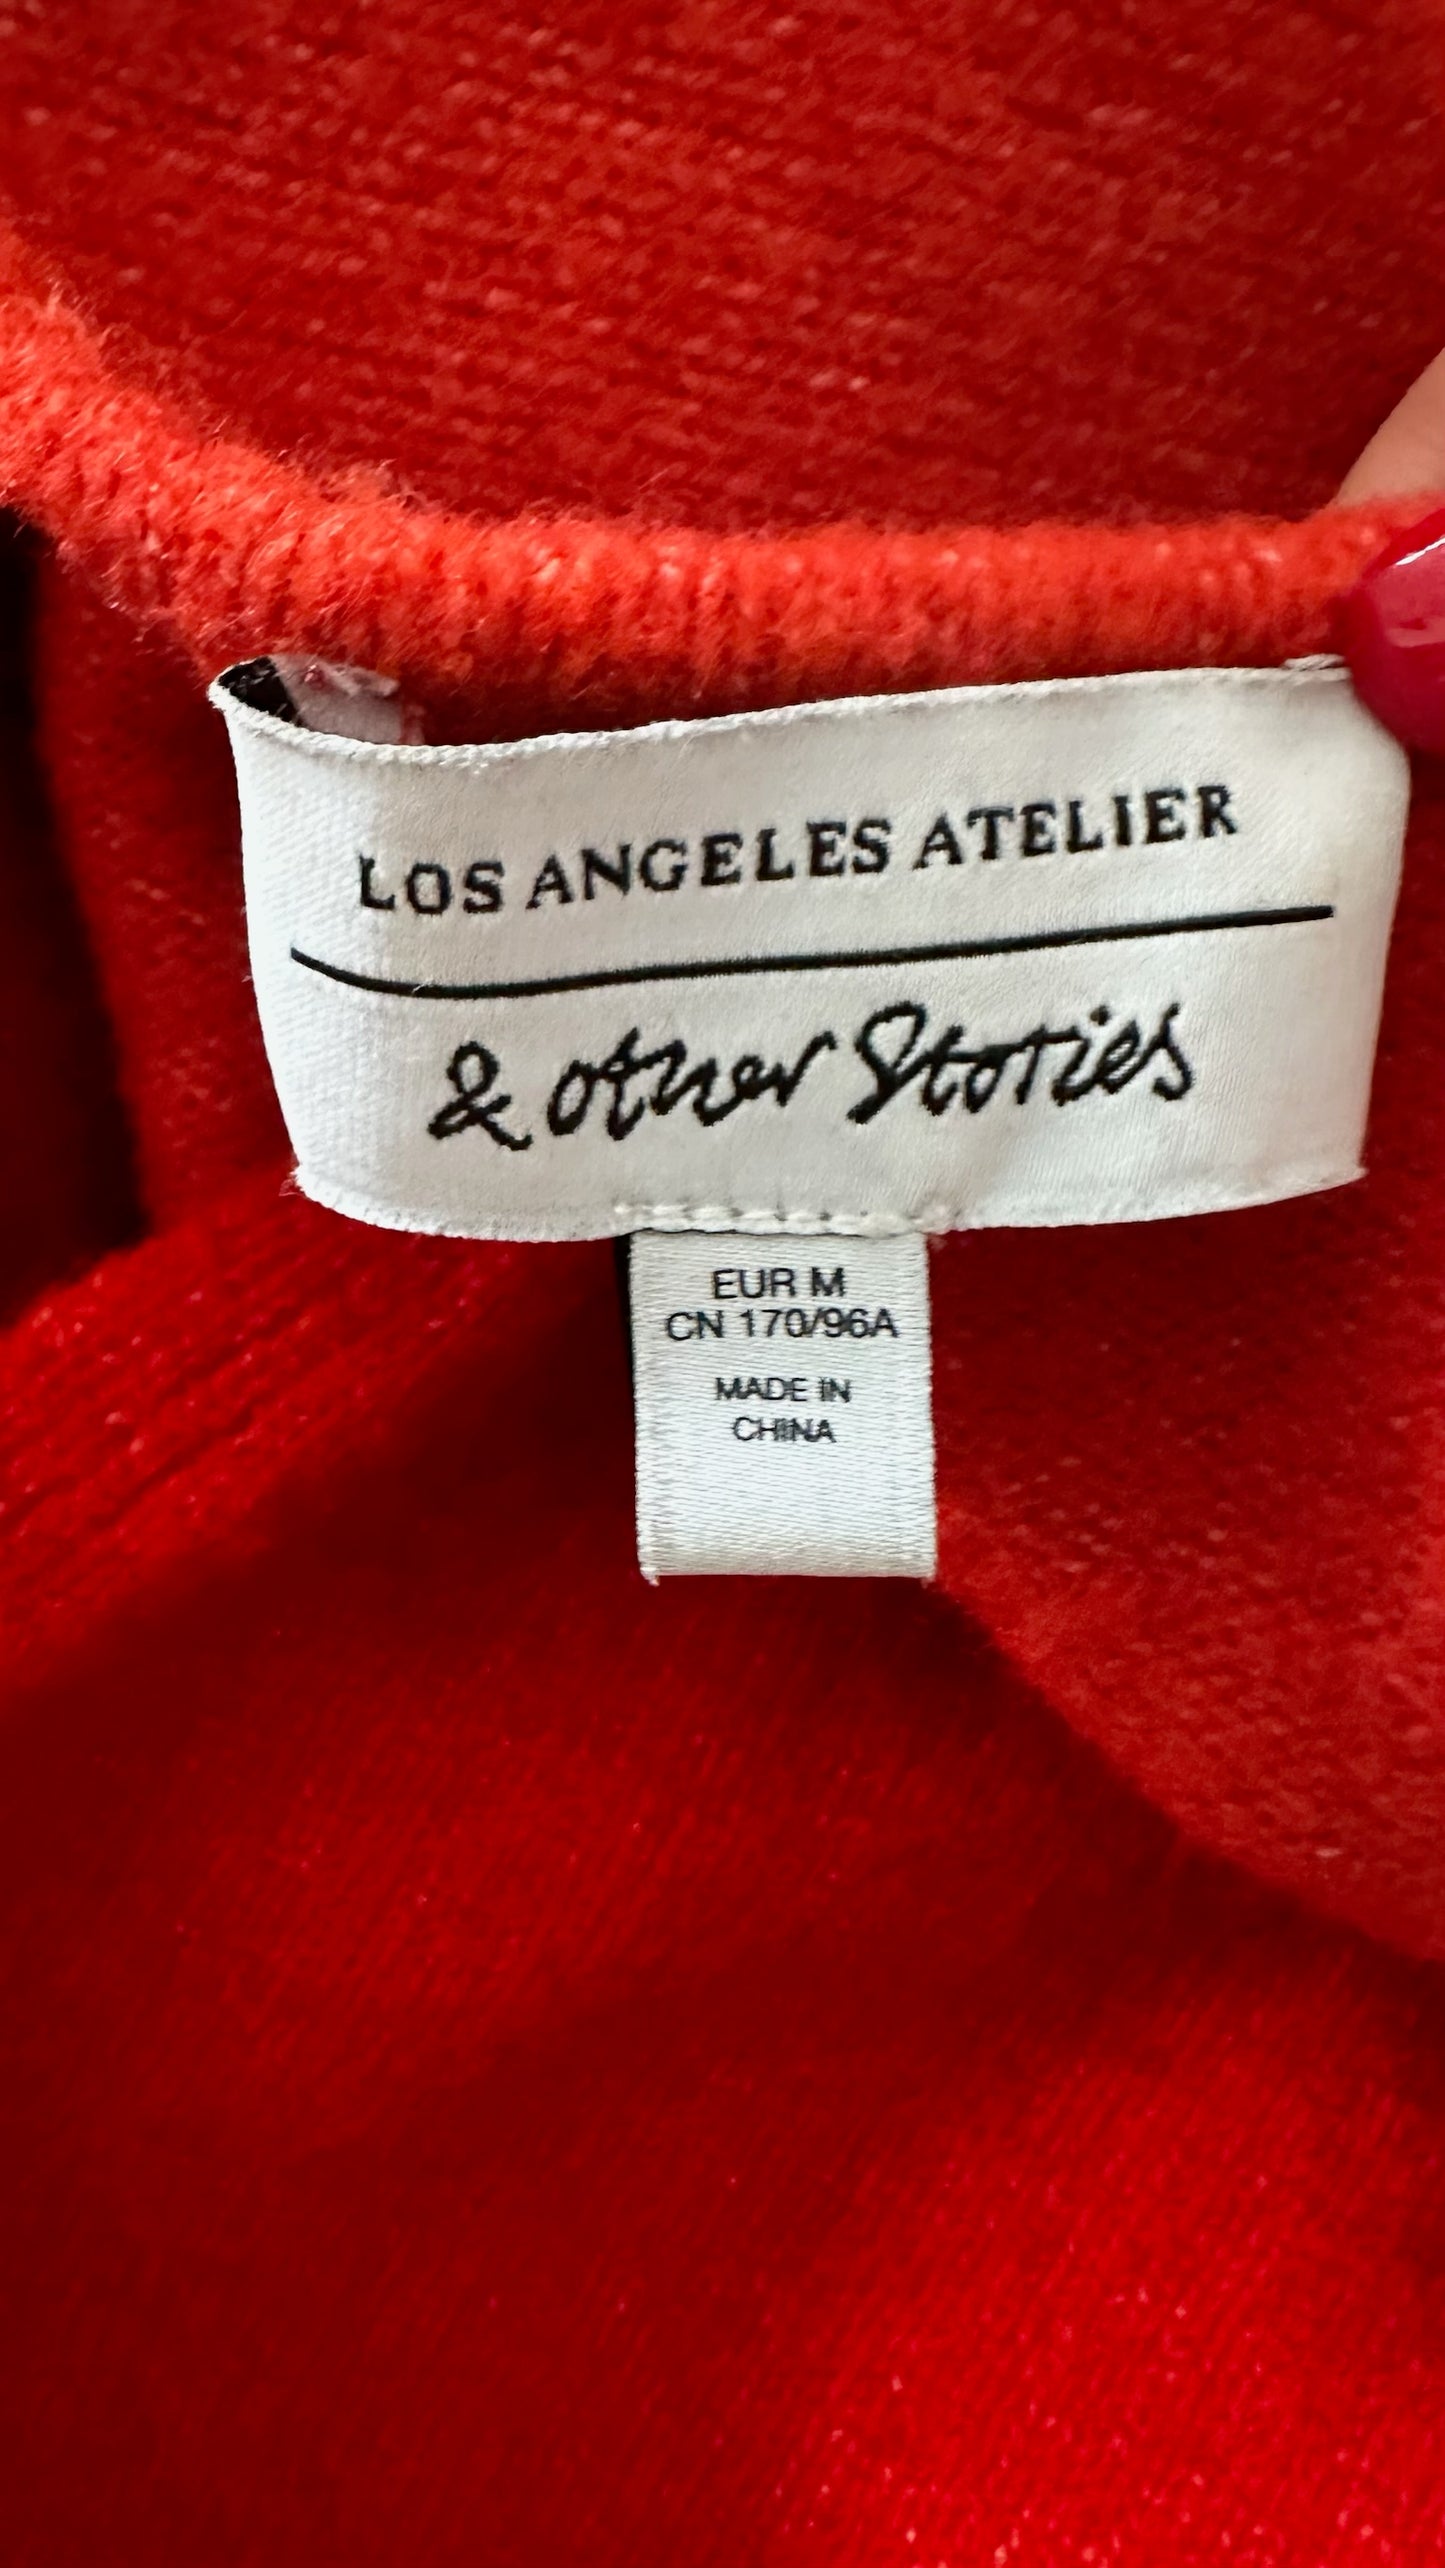 LOS ANGELES ATELIER
& other Stories
EUR M
CN 170/96A
MADE IN
CHINA